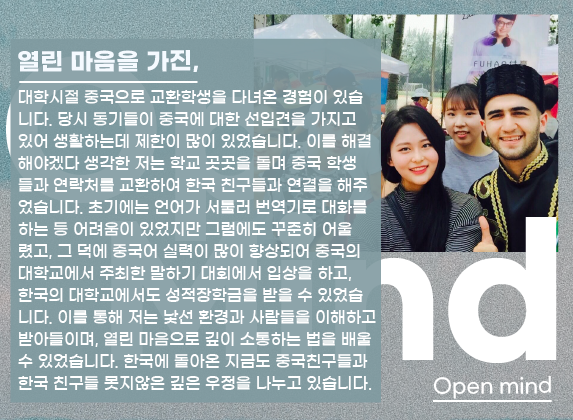 열린 마음을 가진,
대학시절 중국으로 교환학생을 다녀온 경험이 있습
니다. 당시 동기들이 중국에 대한 선입견을 가지고
있어 생활하는데 제한이 많이 있었습니다. 이를 해결
해야겠다 생각한 저는 학교 곳곳을 돌며 중국 학생
들과 연락처를 교환하여 한국 친구들과 연결을 해주
었습니다. 초기에는 언어가 서툴러 번역기로 대화를
하는 등 어려움이 있었지만 그럼에도 꾸준히 어울
렸고, 그 덕에 중국어 실력이 많이 향상되어 중국의
대학교에서 주최한 말하기 대회에서 입상을 하고,
한국의 대학교에서도 성적장학금을 받을 수 있었습
니다. 이를 통해 저는 낯선 환경과 사람들을 이해하고
받아들이며, 열린 마음으로 깊이 소통하는 법을 배울
수 있었습니다. 한국에 돌아온 지금도 중국친구들과
한국 친구들 못지않은 깊은 우정을 나누고 있습니다.
FUHAO
nd
Open mind